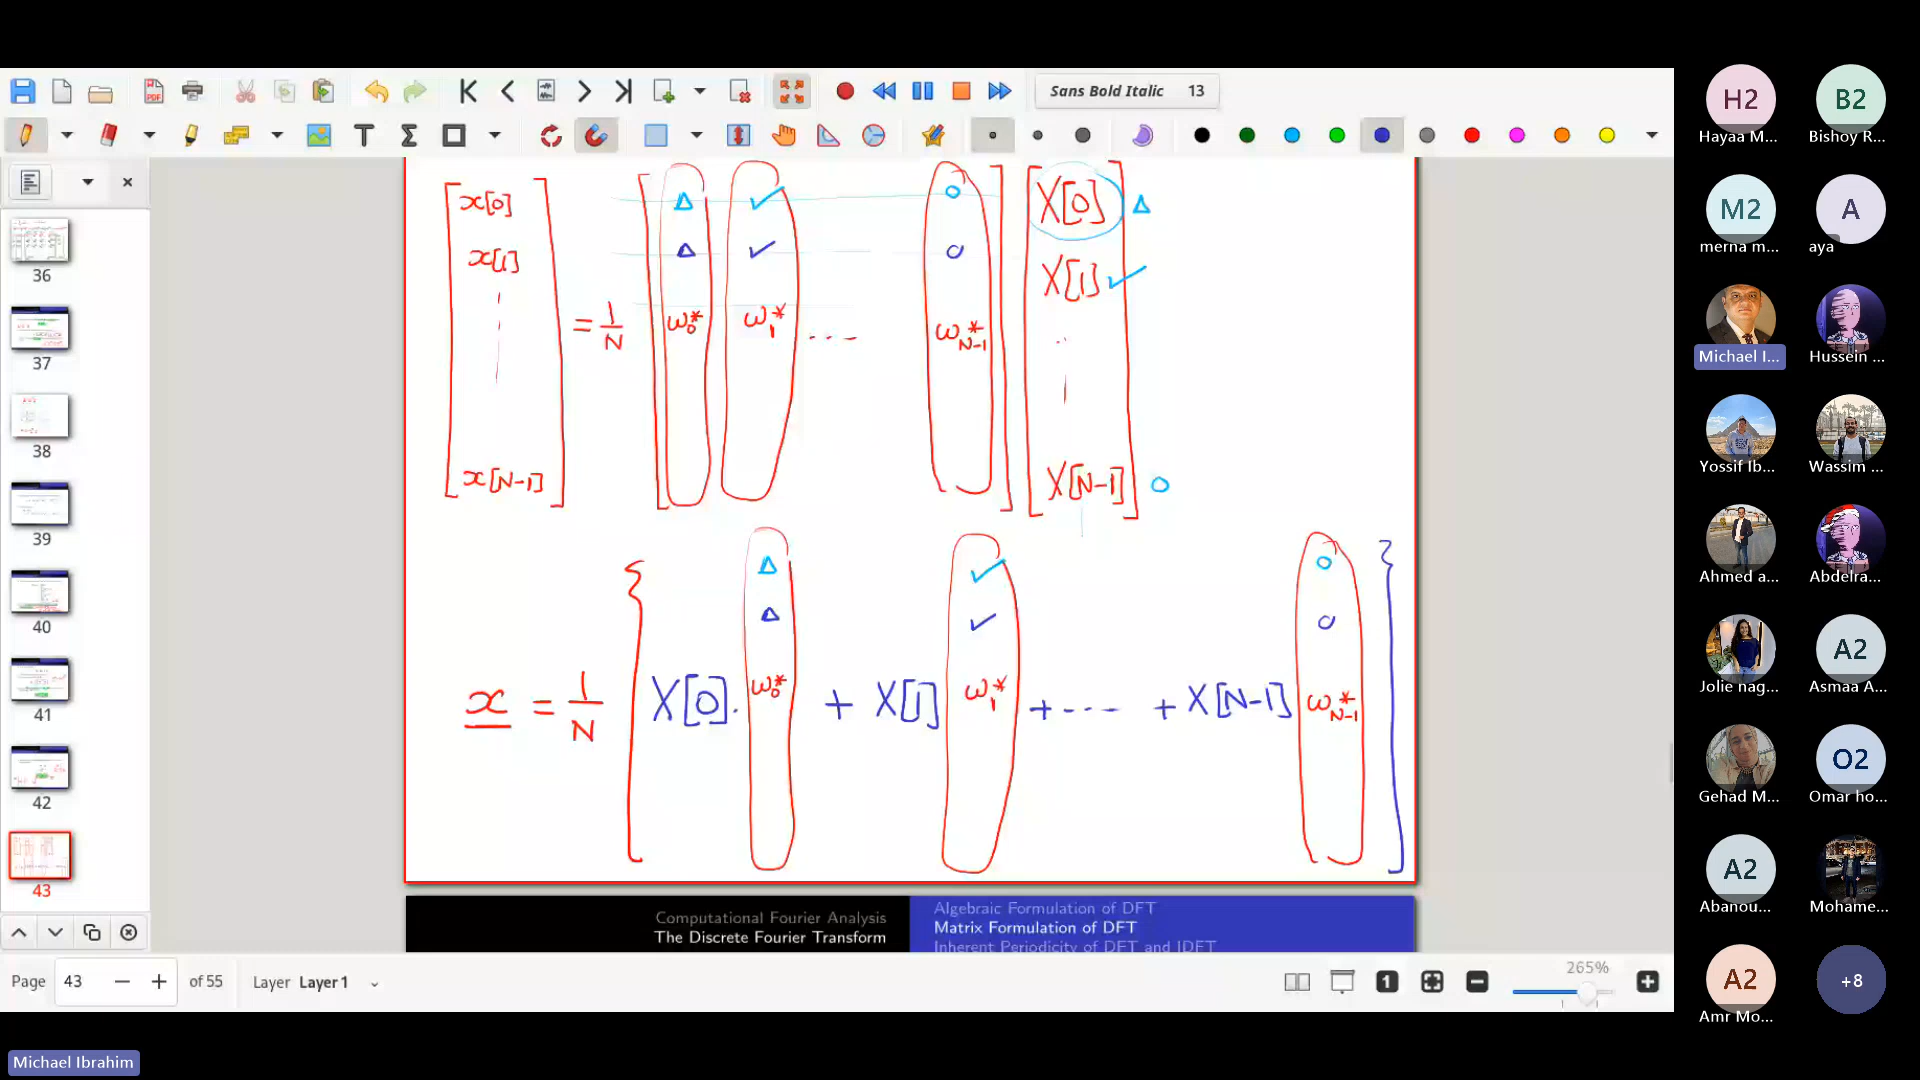 Sans Bold Italic 13
36
37
38
39
40
41
42
43
x[0]
x[1]
x[N-1]
= 1/N
ω₀*
ω₁*
. . . .
ω*N-1
X[0]
X[1]
X[N-1]
x = 1/N { X[0] . ω₀* + X[1] ω₁* + - - - - + X[N-1] ω*N-1 }
Computational Fourier Analysis
The Discrete Fourier Transform
Algebraic Formulation of DFT
Matrix Formulation of DFT
Inherent Periodicity of DFT and IDFT
Page 43 of 55 Layer Layer 1
1
265%
H2
Hayaa M...
B2
Bishoy R...
M2
merna m...
A
aya
Michael I...
Hussein ...
Yossif Ib...
Wassim ...
Ahmed a...
Abdelra...
Jolie nag...
A2
Asmaa A...
Gehad M...
O2
Omar ho...
A2
Abanou...
Mohame...
A2
Amr Mo...
+8
Michael Ibrahim